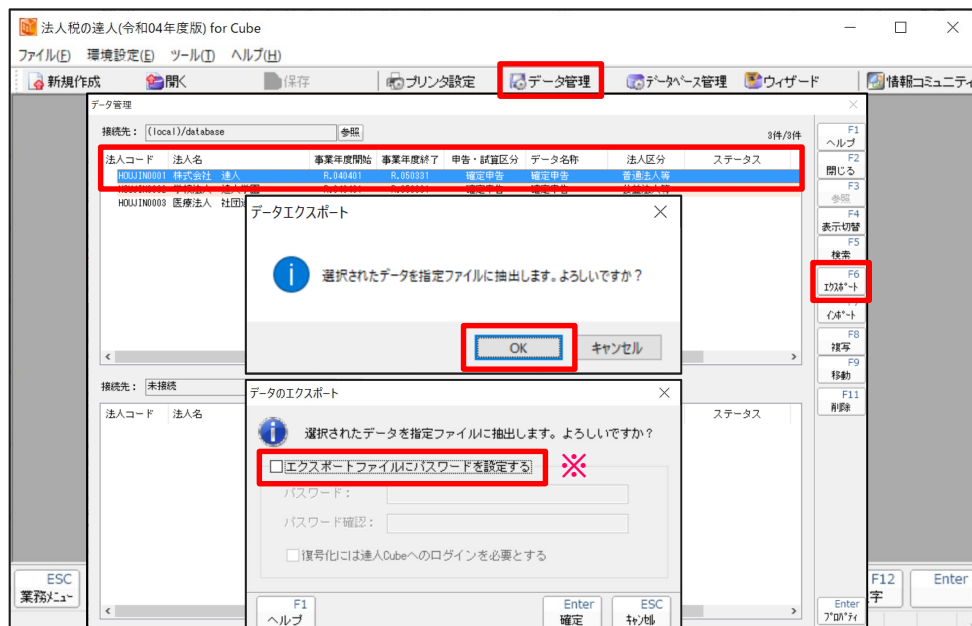 法人税の達人(令和04年度版) for Cube
ファイル(F) 環境設定(E) ツール(T) ヘルプ(H)
新規作成 開く 保存 プリンタ設定 データ管理 データベース管理 ウィザード 情報コミュニティ
データ管理
接続先： (local)/database 参照 3件/3件
法人コード 法人名 事業年度開始 事業年度終了 申告・試算区分 データ名称 法人区分 ステータス
HOUJIN0001 株式会社 達人 R.040401 R.050331 確定申告 確定申告 普通法人等
HOUJIN0003 医療法人 社団
F1
ヘルプ
F2
閉じる
F3
参照
F4
表示切替
F5
検索
F6
エクスポート
インポート
F8
複写
F9
移動
F11
削除
データエクスポート
選択されたデータを指定ファイルに抽出します。よろしいですか？
OK キャンセル
接続先： 未接続
法人コード 法人名 ステータス
データのエクスポート
選択されたデータを指定ファイルに抽出します。よろしいですか？
エクスポートファイルにパスワードを設定する ※
パスワード：
パスワード確認：
復号化には達人Cubeへのログインを必要とする
F1
ヘルプ
Enter
確定
ESC
キャンセル
Enter
プロパティ
ESC
業務メニュー
F12
字
Enter